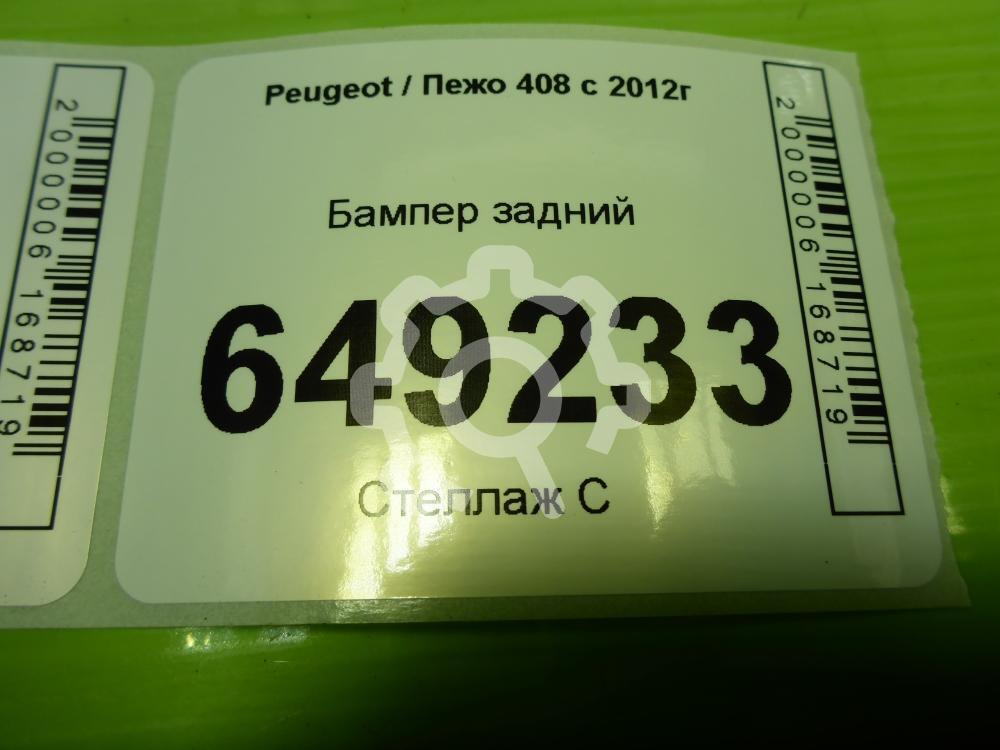 Peugeot / Пежо 408 с 2012г
Бампер задний
649233
Стеллаж С
2000006168719
2000006168719